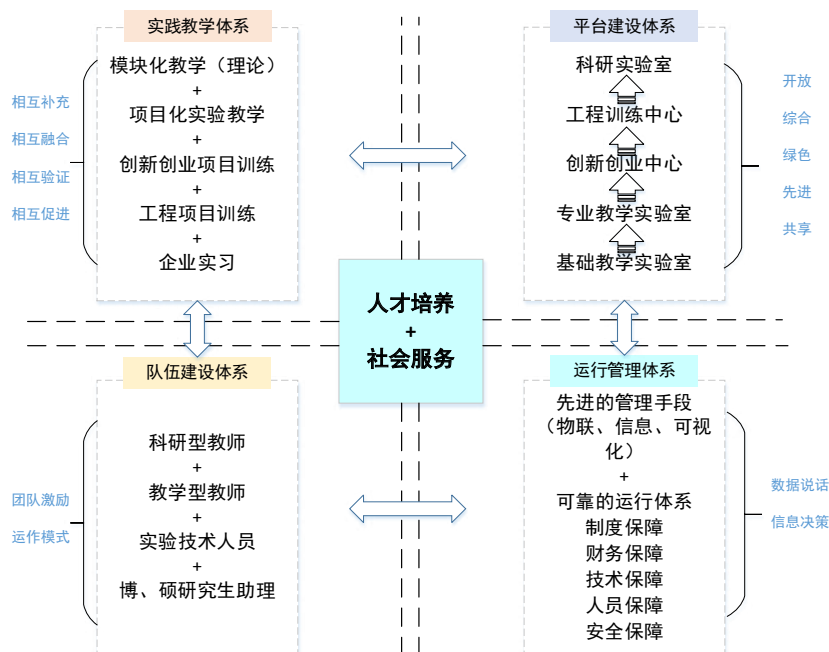 实践教学体系
模块化教学（理论）
+
项目化实验教学
+
创新创业项目训练
+
工程项目训练
+
企业实习
相互补充
相互融合
相互验证
相互促进
平台建设体系
科研实验室
工程训练中心
创新创业中心
专业教学实验室
基础教学实验室
开放
综合
绿色
先进
共享
人才培养
+
社会服务
队伍建设体系
科研型教师
+
教学型教师
+
实验技术人员
+
博、硕研究生助理
团队激励
运作模式
运行管理体系
先进的管理手段
（物联、信息、可视
化）
+
可靠的运行体系
制度保障
财务保障
技术保障
人员保障
安全保障
数据说话
信息决策